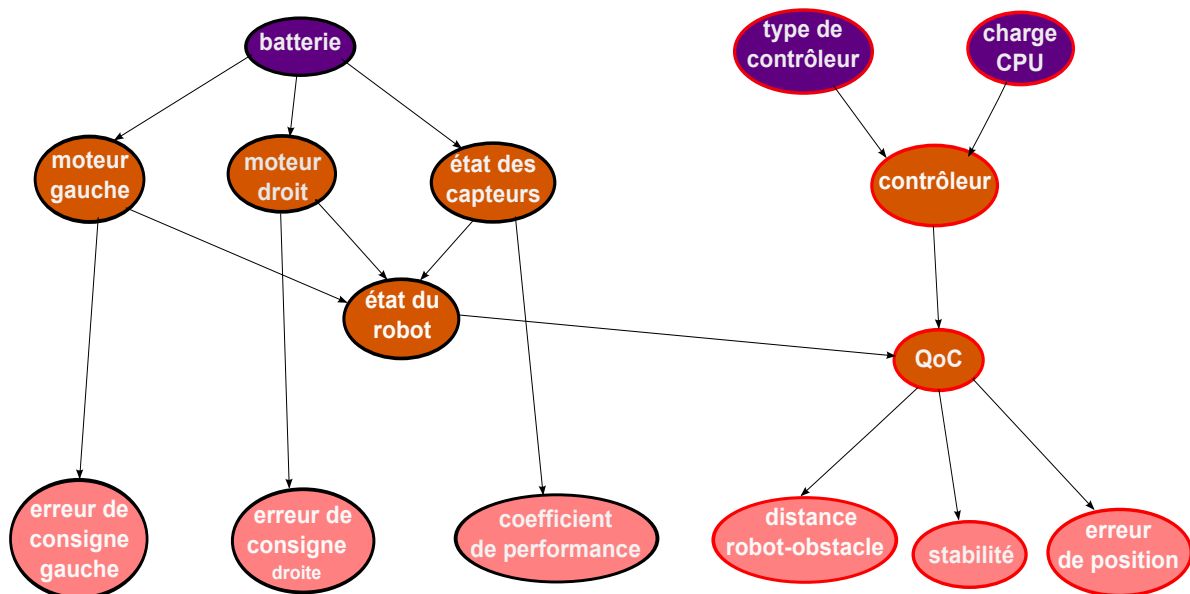 batterie
type de
contrôleur
charge
CPU
moteur
gauche
moteur
droit
état des
capteurs
contrôleur
état du
robot
QoC
erreur de
consigne
gauche
erreur de
consigne
droite
coefficient
de performance
distance
robot-obstacle
stabilité
erreur
de position